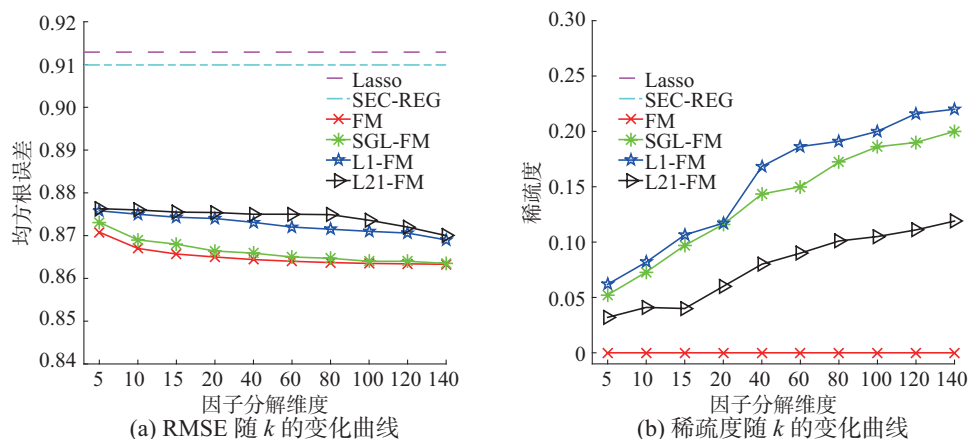 0.92
0.91
0.90
0.89
0.88
0.87
0.86
0.85
0.84
均方根误差
Lasso
SEC-REG
FM
SGL-FM
L1-FM
L21-FM
5 10 15 20 40 60 80 100 120 140
因子分解维度
(a) RMSE 随 k 的变化曲线
0.30
0.25
0.20
0.15
0.10
0.05
0
稀疏度
Lasso
SEC-REG
FM
SGL-FM
L1-FM
L21-FM
5 10 15 20 40 60 80 100 120 140
因子分解维度
(b) 稀疏度随 k 的变化曲线